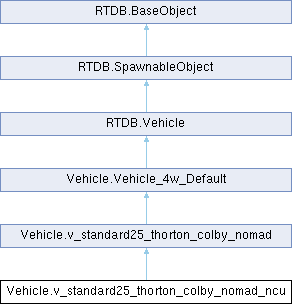 RTDB.BaseObject
RTDB.SpawnableObject
RTDB.Vehicle
Vehicle.Vehicle_4w_Default
Vehicle.v_standard25_thorton_colby_nomad
Vehicle.v_standard25_thorton_colby_nomad_ncu